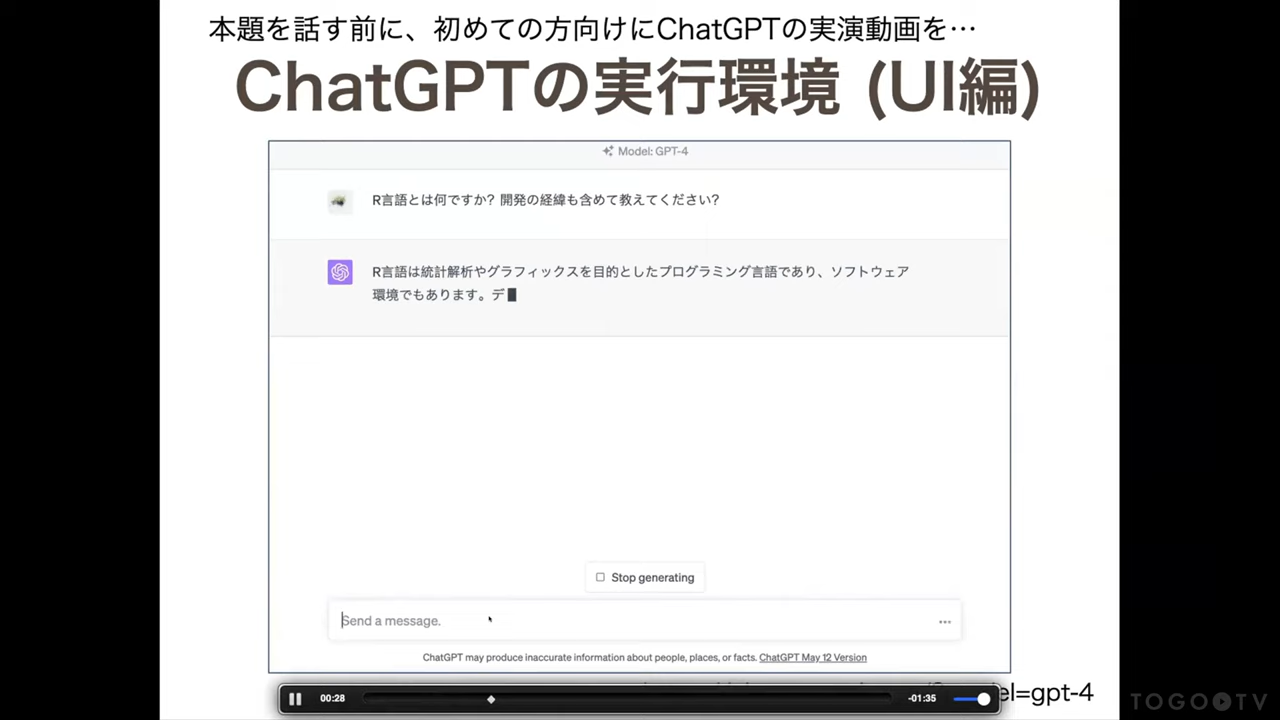 本題を話す前に、初めての方向けにChatGPTの実演動画を…
ChatGPTの実行環境 (UI編)
Model: GPT-4
R言語とは何ですか? 開発の経緯も含めて教えてください?
R言語は統計解析やグラフィックスを目的としたプログラミング言語であり、ソフトウェア
環境でもあります。デ
Stop generating
Send a message.
ChatGPT may produce inaccurate information about people, places, or facts. ChatGPT May 12 Version
00:28
-01:35
el=gpt-4
TOGOTV